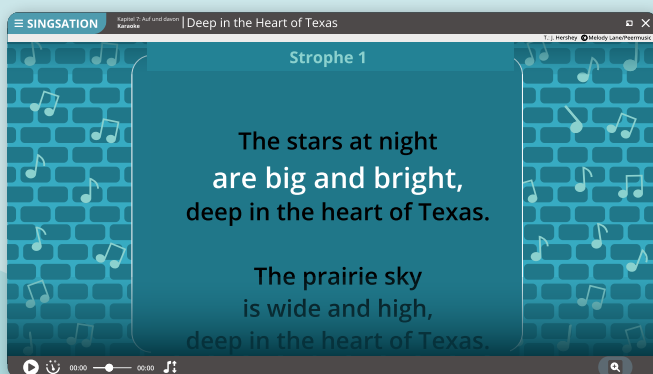 SINGSATION
Kapitel 7: Auf und davon
Karaoke
Deep in the Heart of Texas
T.: J. Hershey Melody Lane/Peermusic
Strophe 1
The stars at night
are big and bright,
deep in the heart of Texas.
The prairie sky
is wide and high,
deep in the heart of Texas.
00:00 00:00